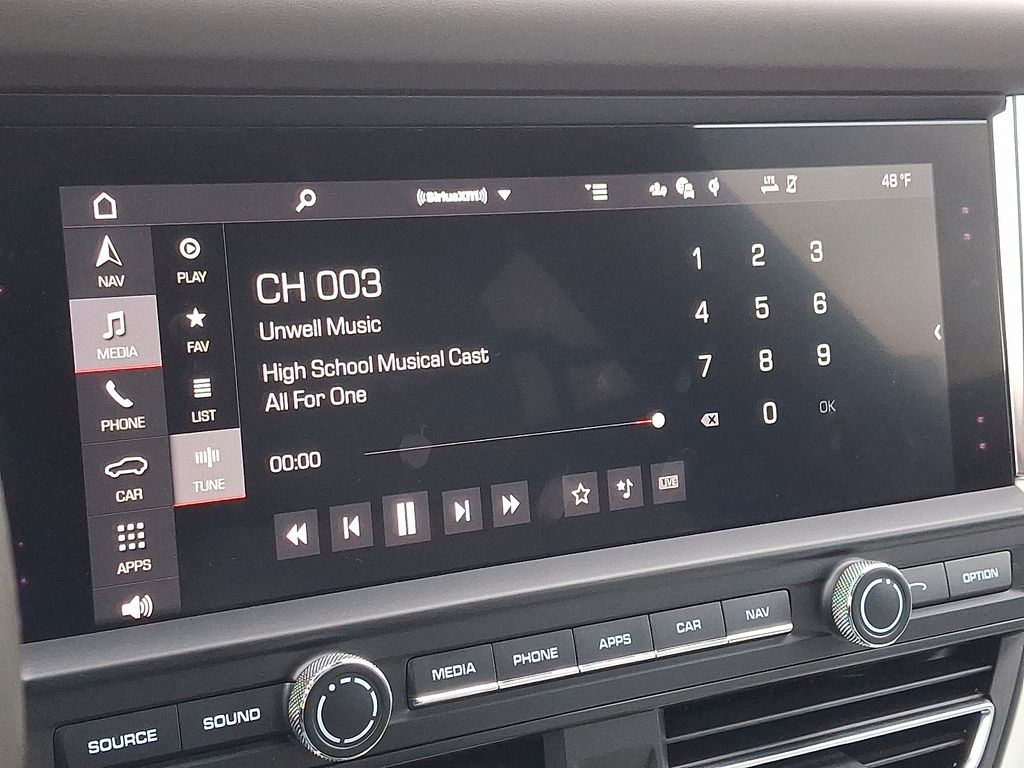 ((SiriusXM))
LTE
48 °F
NAV
MEDIA
PHONE
CAR
APPS
PLAY
FAV
LIST
TUNE
CH 003
Unwell Music
High School Musical Cast
All For One
00:00
LIVE
1 2 3
4 5 6
7 8 9
0 OK
SOURCE SOUND MEDIA PHONE APPS CAR NAV OPTION